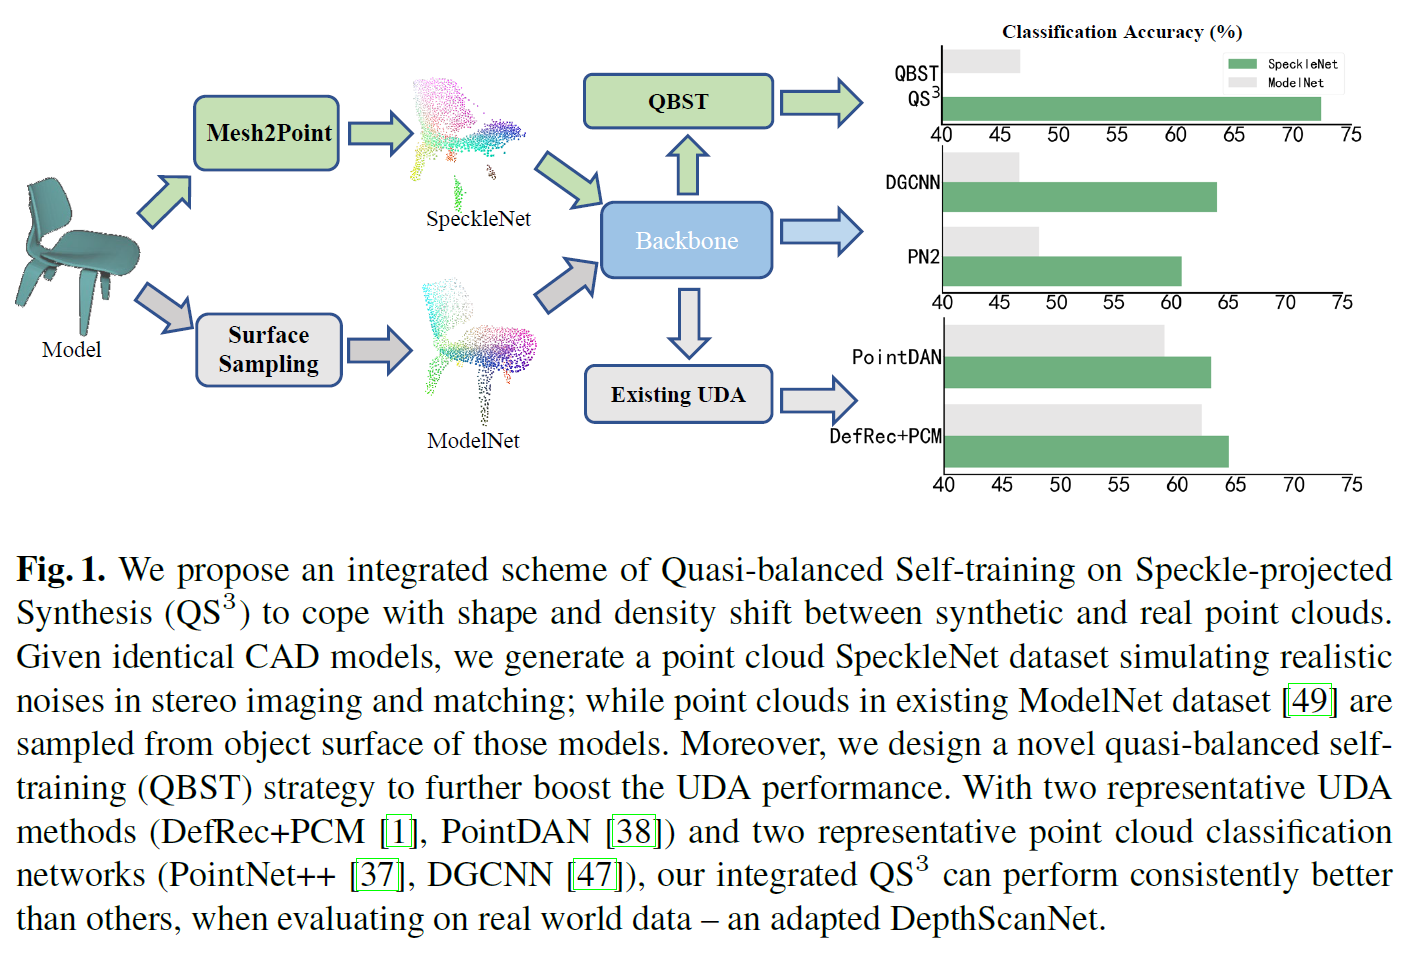 Classification Accuracy (%)
SpeckleNet
ModelNet
QBST
QS³
40 45 50 55 60 65 70 75
DGCNN
PN2
40 45 50 55 60 65 70 75
PointDAN
DefRec+PCM
40 45 50 55 60 65 70 75
Mesh2Point
SpeckleNet
QBST
Backbone
Model
Surface
Sampling
ModelNet
Existing UDA
Fig. 1. We propose an integrated scheme of Quasi-balanced Self-training on Speckle-projected
Synthesis (QS³) to cope with shape and density shift between synthetic and real point clouds.
Given identical CAD models, we generate a point cloud SpeckleNet dataset simulating realistic
noises in stereo imaging and matching; while point clouds in existing ModelNet dataset [49] are
sampled from object surface of those models. Moreover, we design a novel quasi-balanced self-
training (QBST) strategy to further boost the UDA performance. With two representative UDA
methods (DefRec+PCM [1], PointDAN [38]) and two representative point cloud classification
networks (PointNet++ [37], DGCNN [47]), our integrated QS³ can perform consistently better
than others, when evaluating on real world data – an adapted DepthScanNet.